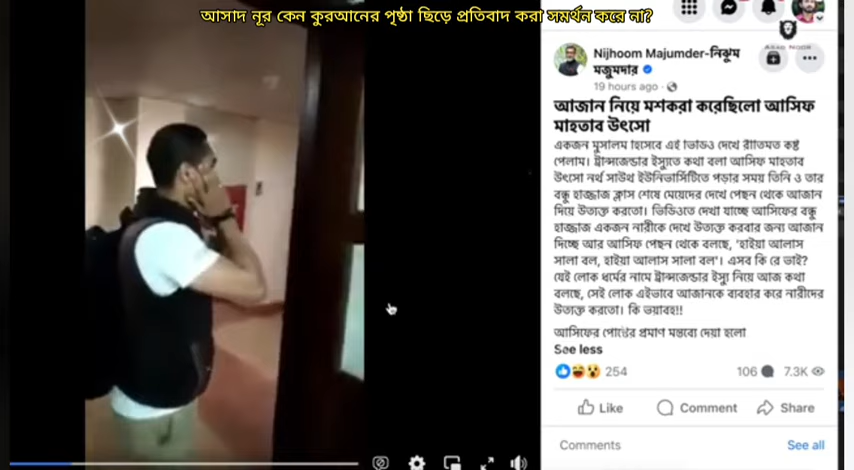 আসাদ নূর কেন কুরআনের পৃষ্ঠা ছিড়ে প্রতিবাদ করা সমর্থন করে না?
ASAD NOOR
Nijhoom Majumder-নিঝুম
মজুমদার
19 hours ago ·
আজান নিয়ে মশকরা করেছিলো আসিফ
মাহতাব উৎসো
একজন মুসলিম হিসেবে এই ভিডিও দেখে রীতিমত কষ্ট
পেলাম। ট্রান্সজেন্ডার ইস্যুতে কথা বলা আসিফ মাহতাব
উৎসো নর্থ সাউথ ইউনিভার্সিটিতে পড়ার সময় তিনি ও তার
বন্ধু হাজ্জাজ ক্লাস শেষে মেয়েদের দেখে পেছন থেকে আজান
দিয়ে উত্যক্ত করতো। ভিডিওতে দেখা যাচ্ছে আসিফের বন্ধু
হাজ্জাজ একজন নারীকে দেখে উত্যক্ত করবার জন্য আজান
দিচ্ছে আর আসিফ পেছন থেকে বলছে, 'হাইয়া আলাস
সালা বল, হাইয়া আলাস সালা বল'। এসব কি রে ভাই?
যেই লোক ধর্মের নামে ট্রান্সজেন্ডার ইস্যু নিয়ে আজ কথা
বলছে, সেই লোক এইভাবে আজানকে ব্যবহার করে নারীদের
উত্যক্ত করতো। কি ভয়াবহ!!
আসিফের পোস্টের প্রমাণ মন্তব্যে দেয়া হলো
See less
254 106 7.3K
Like Comment Share
Comments See all